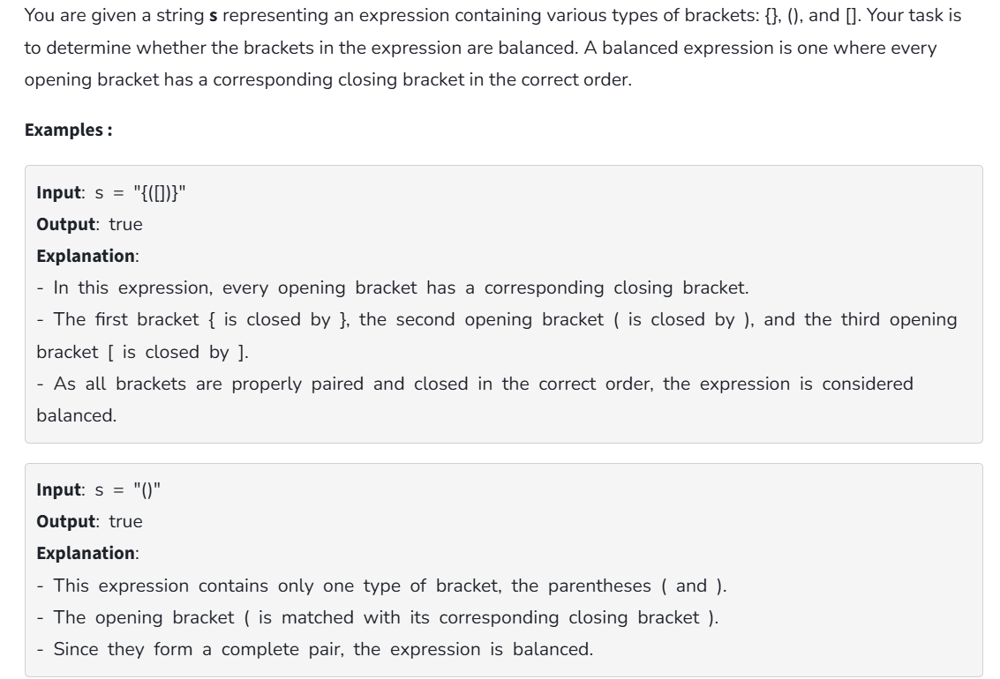 You are given a string s representing an expression containing various types of brackets: {}, (), and []. Your task is
to determine whether the brackets in the expression are balanced. A balanced expression is one where every
opening bracket has a corresponding closing bracket in the correct order.
Examples :
Input: s = "{([])}"
Output: true
Explanation:
- In this expression, every opening bracket has a corresponding closing bracket.
- The first bracket { is closed by }, the second opening bracket ( is closed by ), and the third opening
bracket [ is closed by ].
- As all brackets are properly paired and closed in the correct order, the expression is considered
balanced.
Input: s = "()"
Output: true
Explanation:
- This expression contains only one type of bracket, the parentheses ( and ).
- The opening bracket ( is matched with its corresponding closing bracket ).
- Since they form a complete pair, the expression is balanced.